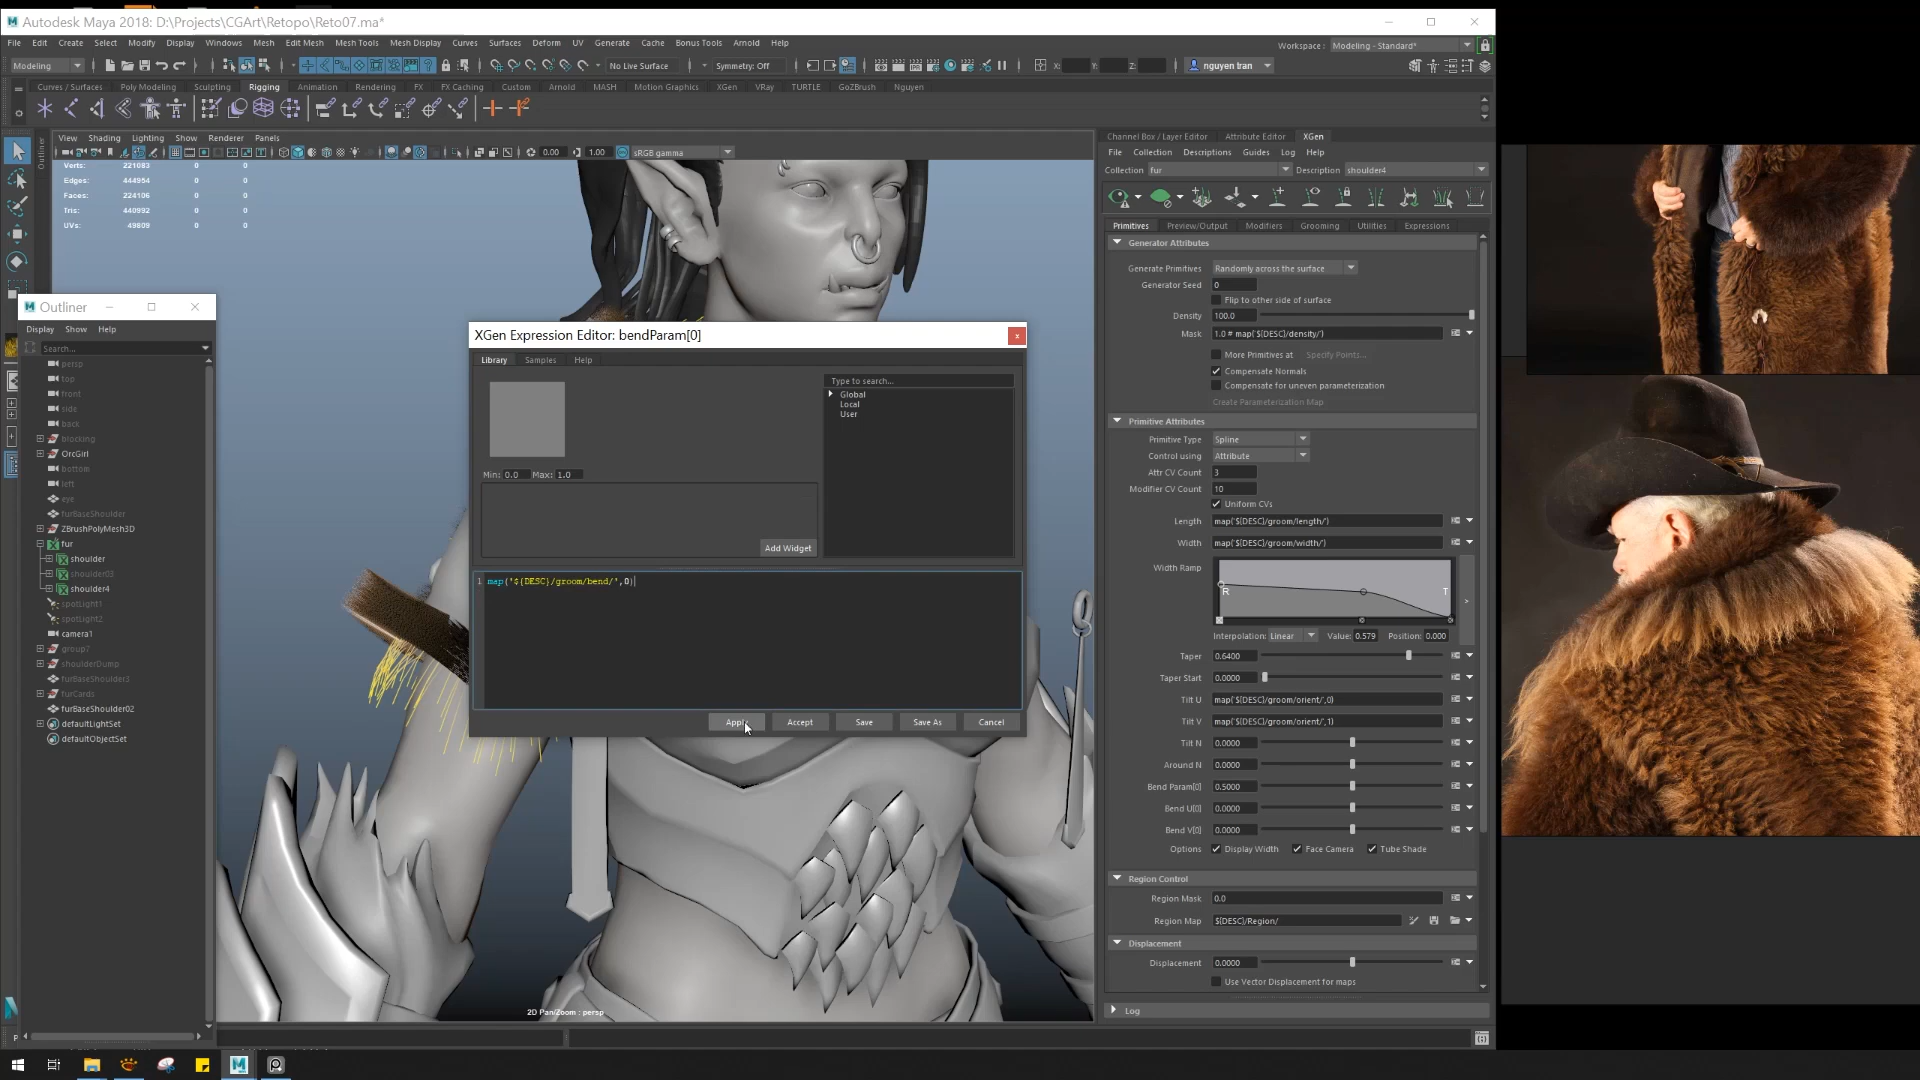 Autodesk Maya 2018: D:\Projects\CGArt\Retopo\Reto07.ma*
File Edit Create Select Modify Display Windows Mesh Edit Mesh Mesh Tools Mesh Display Curves Surfaces Deform UV Generate Cache Bonus Tools Arnold Help
Workspace : Modeling - Standard*
Modeling No Live Surface Symmetry: Off X: Y: Z: nguyen tran
Curves / Surfaces Poly Modeling Sculpting Rigging Animation Rendering FX FX Caching Custom Arnold MASH Motion Graphics XGen VRay TURTLE GoZBrush Nguyen
View Shading Lighting Show Renderer Panels
0.00 1.00 sRGB gamma
Verts: 221083 0 0
Edges: 444954 0 0
Faces: 224106 0 0
Tris: 440992 0 0
UVs: 49809 0 0
Outliner
Outliner
Display Show Help
Search...
persp
top
front
side
back
blocking
OrcGirl
bottom
left
eye
furBaseShoulder
ZBrushPolyMesh3D
fur
shoulder
shoulder03
shoulder4
spotLight1
spotLight2
camera1
group7
shoulderDump
furBaseShoulder3
furCards
furBaseShoulder02
defaultLightSet
defaultObjectSet
XGen Expression Editor: bendParam[0]
x
Library Samples Help
Type to search...
Global
Local
User
Min: 0.0 Max: 1.0
Add Widget
1 map('${DESC}/groom/bend/',0)
Apply Accept Save Save As Cancel
2D Pan/Zoom : persp
Channel Box / Layer Editor Attribute Editor XGen
File Collection Descriptions Guides Log Help
Collection fur Description shoulder4
Primitives Preview/Output Modifiers Grooming Utilities Expressions
Generator Attributes
Generate Primitives Randomly across the surface
Generator Seed 0
Flip to other side of surface
Density 100.0
Mask 1.0 # map('${DESC}/density/')
More Primitives at Specify Points...
Compensate Normals
Compensate for uneven parameterization
Create Parameterization Map
Primitive Attributes
Primitive Type Spline
Control using Attribute
Attr CV Count 3
Modifier CV Count 10
Uniform CVs
Length map('${DESC}/groom/length/')
Width map('${DESC}/groom/width/')
Width Ramp
R T
>
Interpolation: Linear Value: 0.579 Position: 0.000
Taper 0.6400
Taper Start 0.0000
Tilt U map('${DESC}/groom/orient/',0)
Tilt V map('${DESC}/groom/orient/',1)
Tilt N 0.0000
Around N 0.0000
Bend Param[0] 0.5000
Bend U[0] 0.0000
Bend V[0] 0.0000
Options Display Width Face Camera Tube Shade
Region Control
Region Mask 0.0
Region Map ${DESC}/Region/
Displacement
Displacement 0.0000
Use Vector Displacement for maps
Log